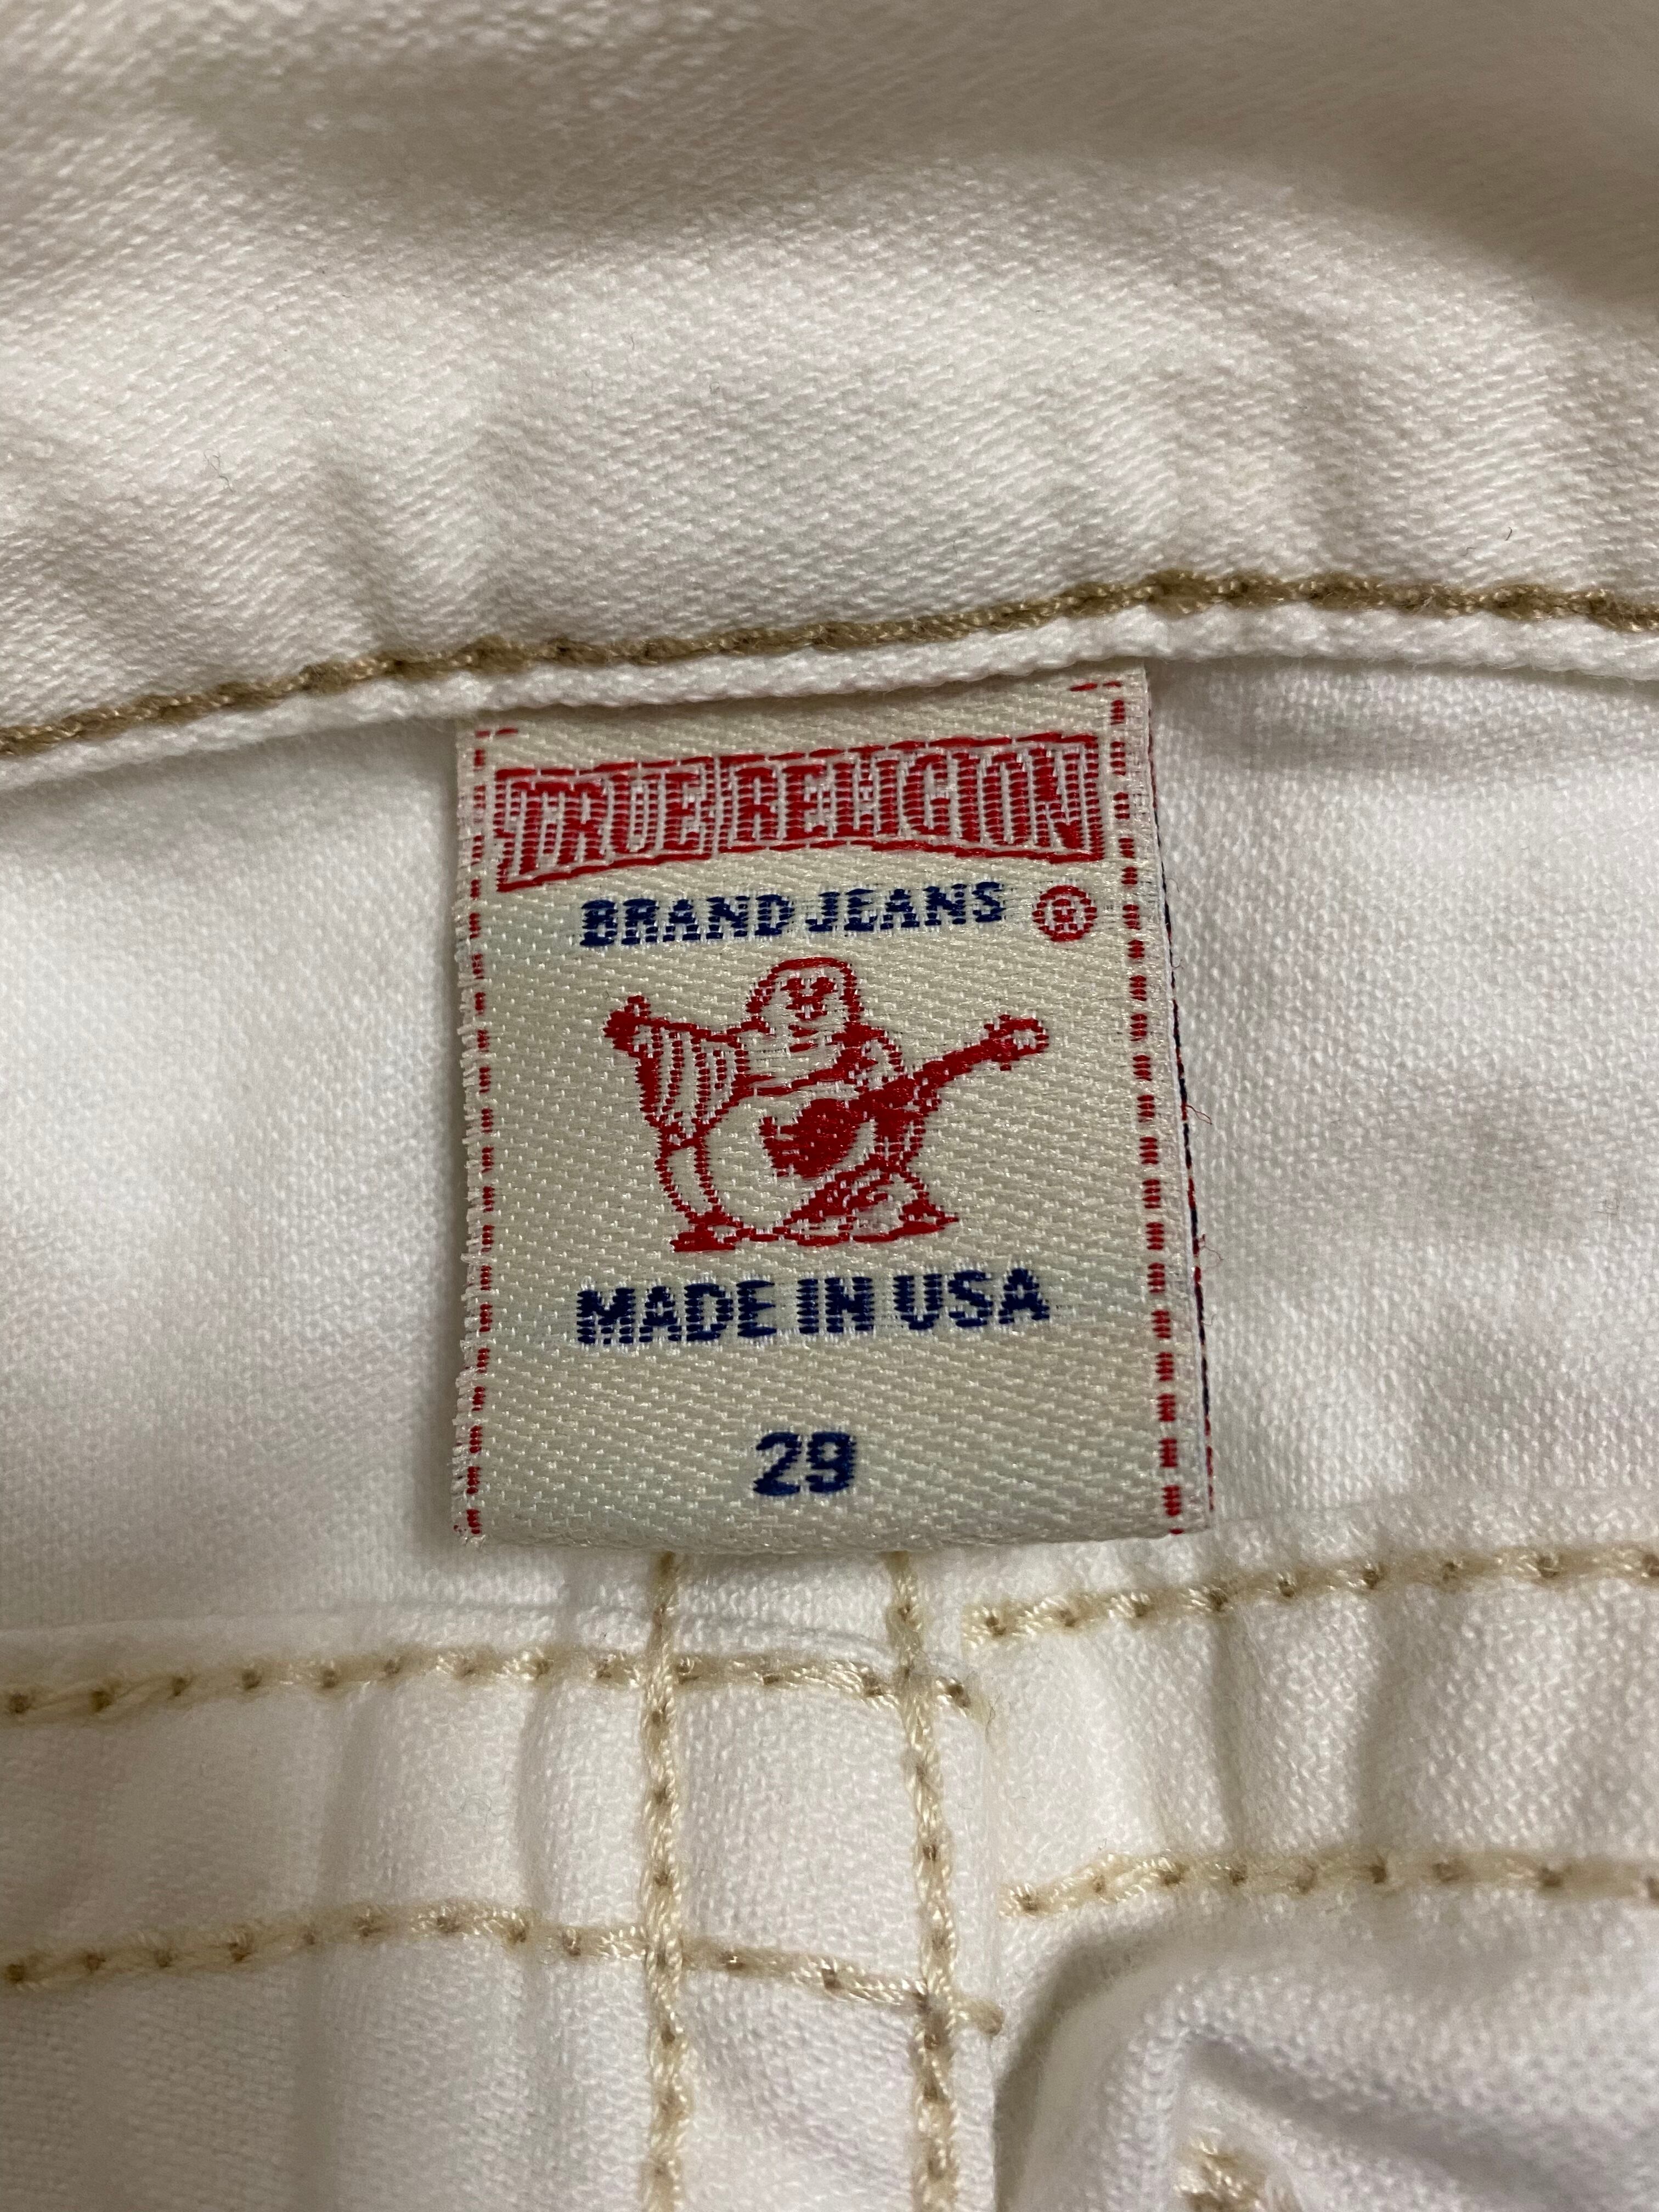 TRUE RELIGION
BRAND JEANS ®
MADE IN USA
29